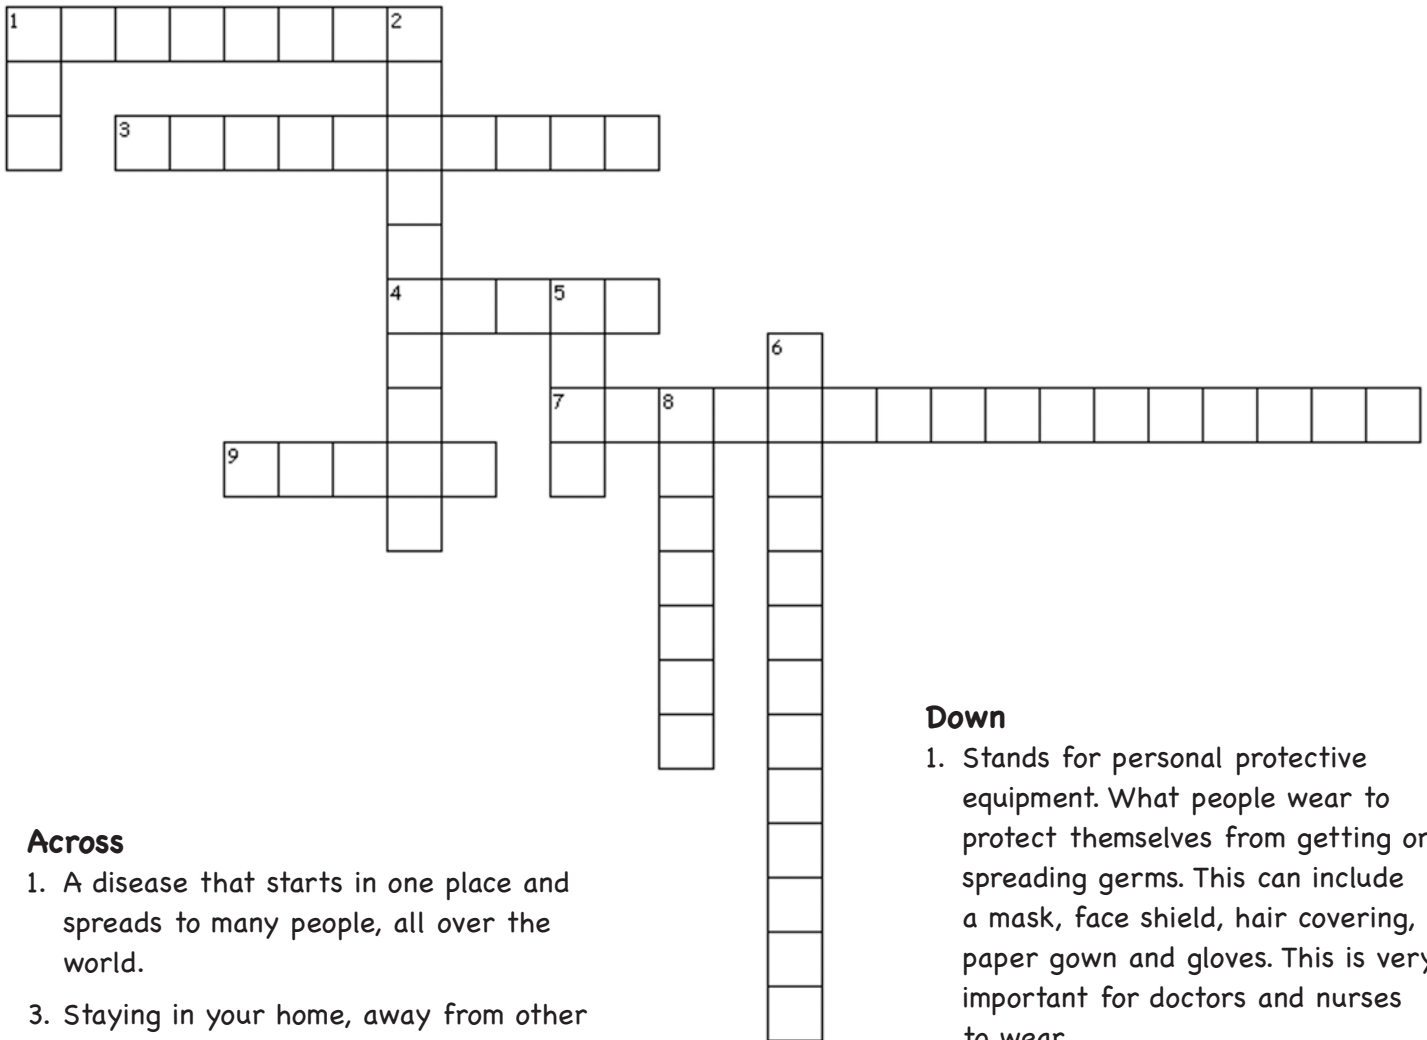 1
2
3
4
5
6
7
8
9
Across
1. A disease that starts in one place and
spreads to many people, all over the
world.
3. Staying in your home, away from other
Down
1. Stands for personal protective
equipment. What people wear to
protect themselves from getting or
spreading germs. This can include
a mask, face shield, hair covering,
paper gown and gloves. This is very
important for doctors and nurses
to wear